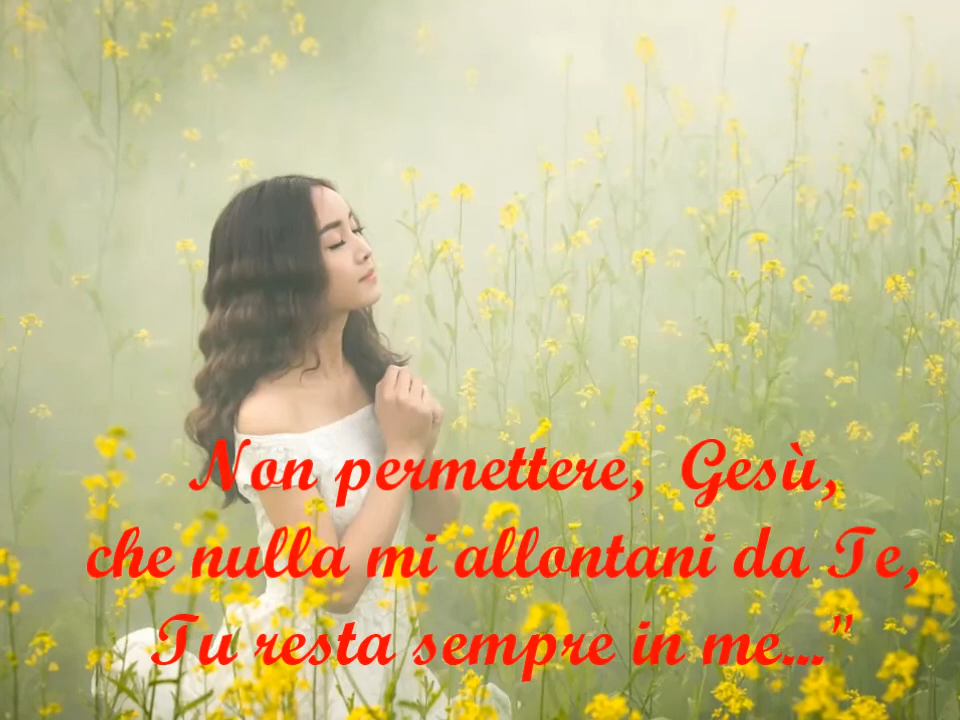 Non permettere, Gesù,
che nulla mi allontani da Te,
Tu resta sempre in me..."